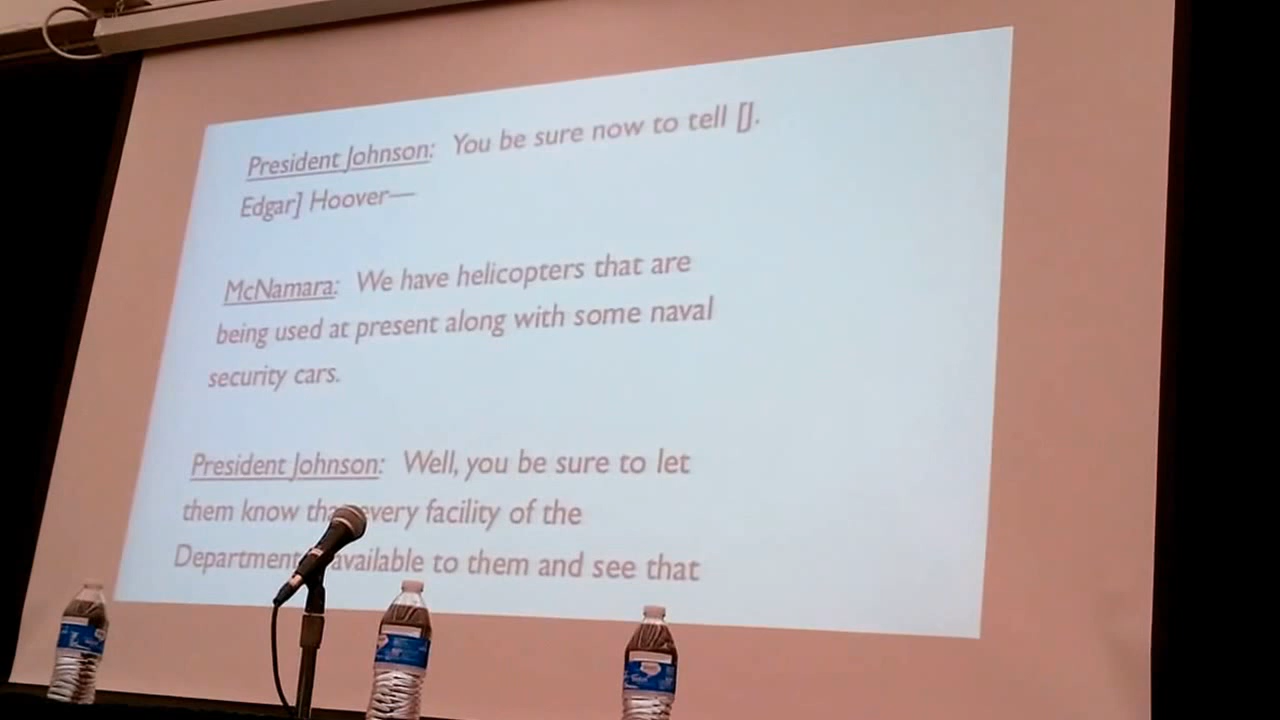 President Johnson: You be sure now to tell [J.
Edgar] Hoover—
McNamara: We have helicopters that are
being used at present along with some naval
security cars.
President Johnson: Well, you be sure to let
them know that every facility of the
Department available to them and see that